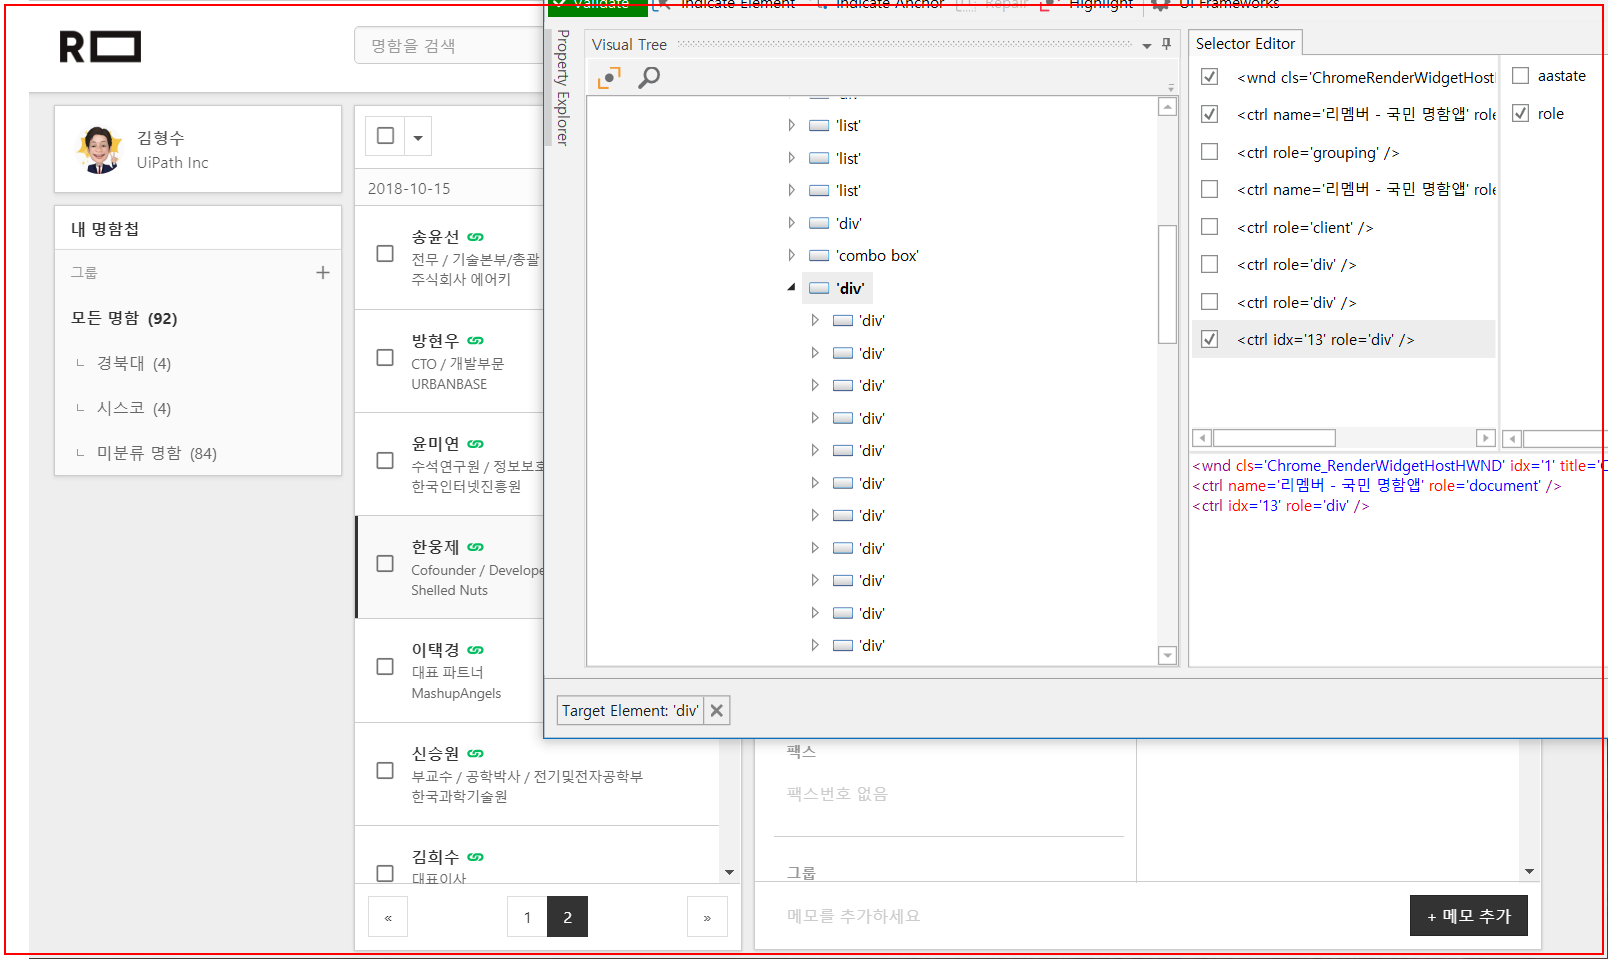 Validate
Indicate Element
Indicate Anchor
Repair
Highlight
UI Frameworks
명함을 검색
Property Explorer
Visual Tree
Selector Editor
김형수
UiPath Inc
2018-10-15
내 명함첩
그룹
모든 명함 (92)
경북대 (4)
시스코 (4)
미분류 명함 (84)
송윤선
전무 / 기술본부/총괄
주식회사 에어키
방현우
CTO / 개발부문
URBANBASE
윤미연
수석연구원 / 정보보호
한국인터넷진흥원
한웅제
Cofounder / Develope
Shelled Nuts
이택경
대표 파트너
MashupAngels
신승원
부교수 / 공학박사 / 전기및전자공학부
한국과학기술원
김희수
대표이사
« 1 2 »
'div'
'list'
'list'
'list'
'div'
'combo box'
'div'
'div'
'div'
'div'
'div'
'div'
'div'
'div'
'div'
'div'
'div'
'div'
<wnd cls='ChromeRenderWidgetHostH
<ctrl name='리멤버 - 국민 명함앱' role
<ctrl role='grouping' />
<ctrl name='리멤버 - 국민 명함앱' role
<ctrl role='client' />
<ctrl role='div' />
<ctrl role='div' />
<ctrl idx='13' role='div' />
aastate
role
<wnd cls='Chrome_RenderWidgetHostHWND' idx='1' title='C
<ctrl name='리멤버 - 국민 명함앱' role='document' />
<ctrl idx='13' role='div' />
Target Element: 'div'
팩스
팩스번호 없음
그룹
메모를 추가하세요
+ 메모 추가